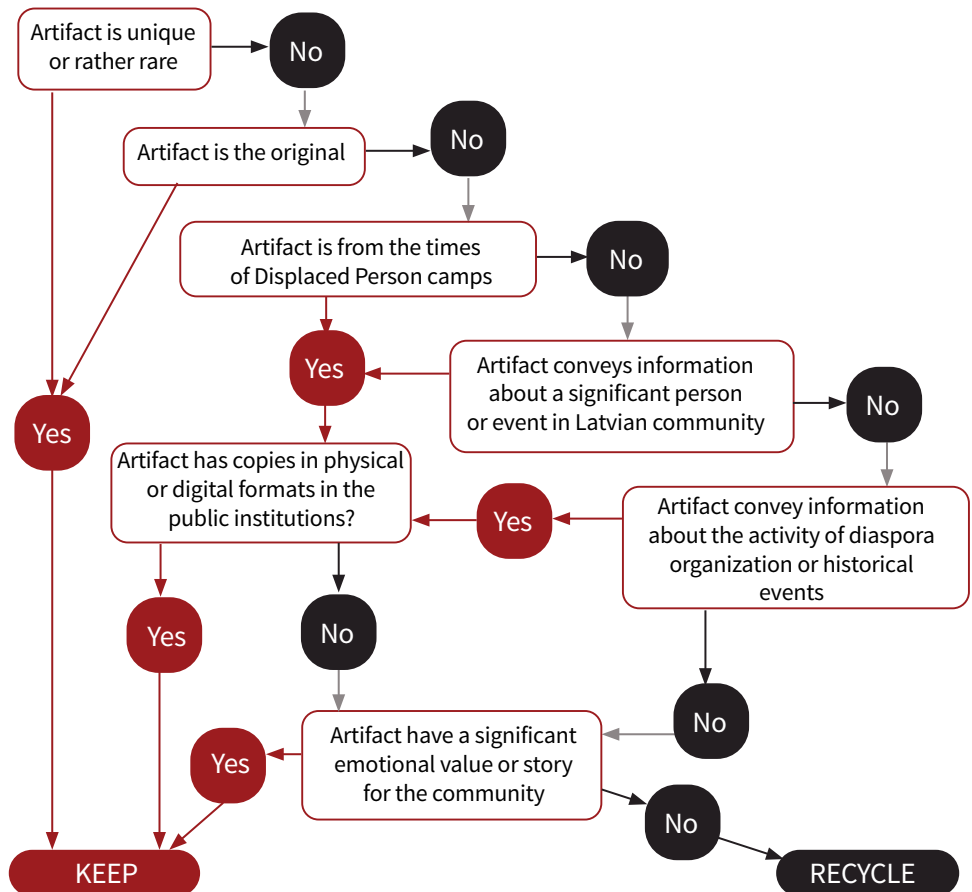 Artifact is unique
or rather rare
No
Artifact is the original
No
Artifact is from the times
of Displaced Person camps
No
Yes
Artifact conveys information
about a significant person
or event in Latvian community
No
Yes
Artifact has copies in physical
or digital formats in the
public institutions?
Yes
Artifact convey information
about the activity of diaspora
organization or historical
events
Yes
No
No
Artifact have a significant
emotional value or story
for the community
Yes
No
KEEP
RECYCLE